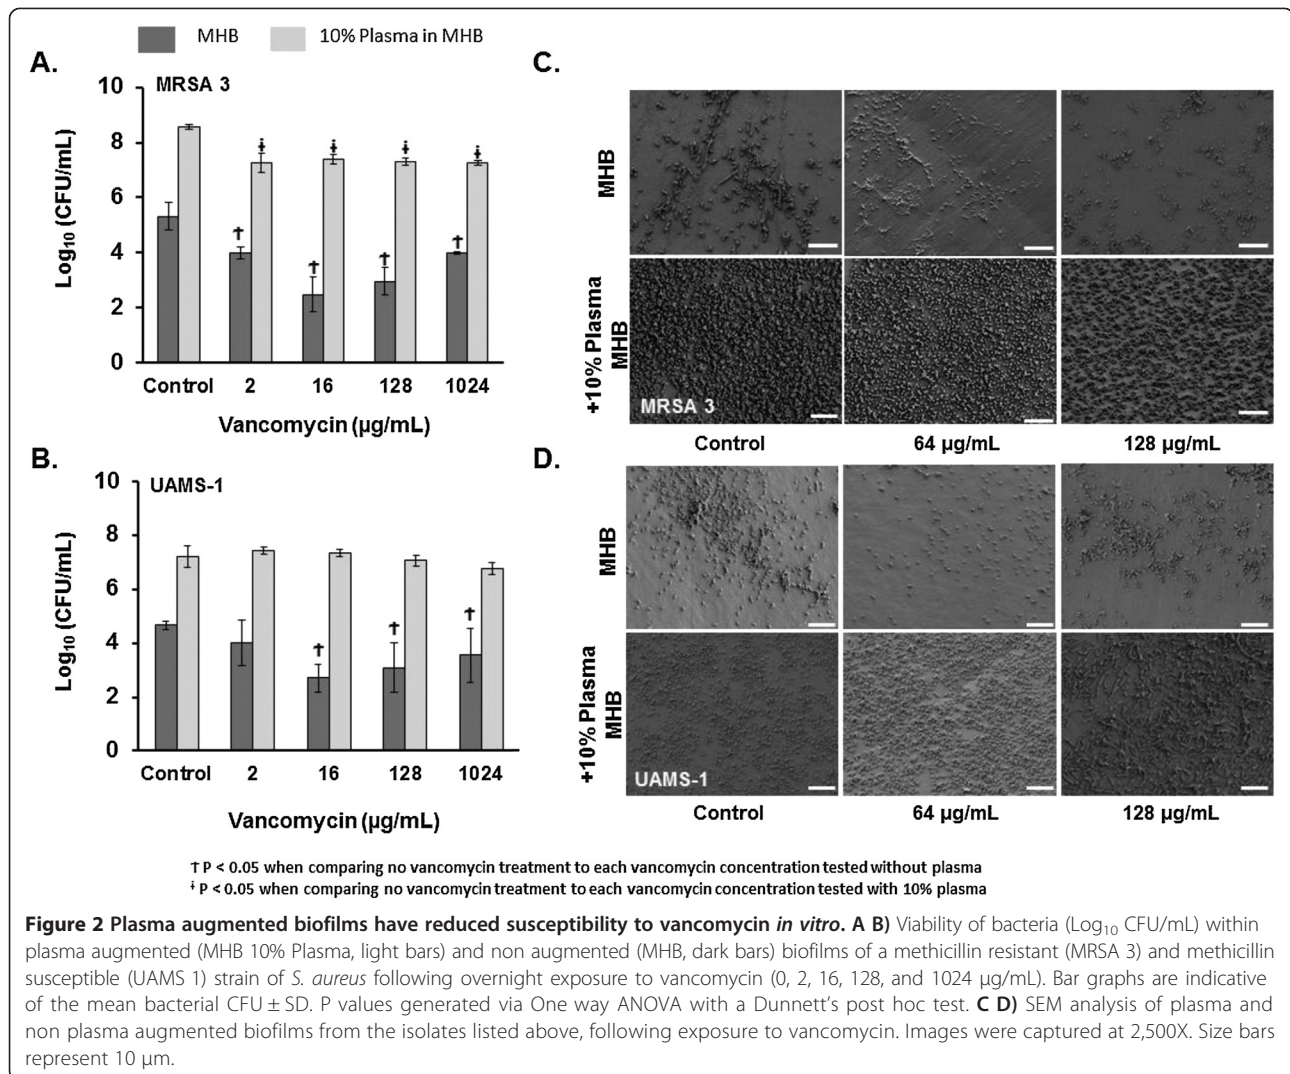 MHB 10% Plasma in MHB
A.
MRSA 3
Log10 (CFU/mL)
10
8
6
4
2
0
† † † †
‡ ‡ ‡ ‡
Control 2 16 128 1024
Vancomycin (µg/mL)
B.
UAMS-1
Log10 (CFU/mL)
10
8
6
4
2
0
† † †
Control 2 16 128 1024
Vancomycin (µg/mL)
C.
MHB
+10% Plasma
MHB
MRSA 3
Control 64 µg/mL 128 µg/mL
D.
MHB
+10% Plasma
MHB
UAMS-1
Control 64 µg/mL 128 µg/mL
† P < 0.05 when comparing no vancomycin treatment to each vancomycin concentration tested without plasma
‡ P < 0.05 when comparing no vancomycin treatment to each vancomycin concentration tested with 10% plasma
Figure 2 Plasma augmented biofilms have reduced susceptibility to vancomycin in vitro. A B) Viability of bacteria (Log10 CFU/mL) within
plasma augmented (MHB 10% Plasma, light bars) and non augmented (MHB, dark bars) biofilms of a methicillin resistant (MRSA 3) and methicillin
susceptible (UAMS 1) strain of S. aureus following overnight exposure to vancomycin (0, 2, 16, 128, and 1024 µg/mL). Bar graphs are indicative
of the mean bacterial CFU ± SD. P values generated via One way ANOVA with a Dunnett's post hoc test. C D) SEM analysis of plasma and
non plasma augmented biofilms from the isolates listed above, following exposure to vancomycin. Images were captured at 2,500X. Size bars
represent 10 µm.